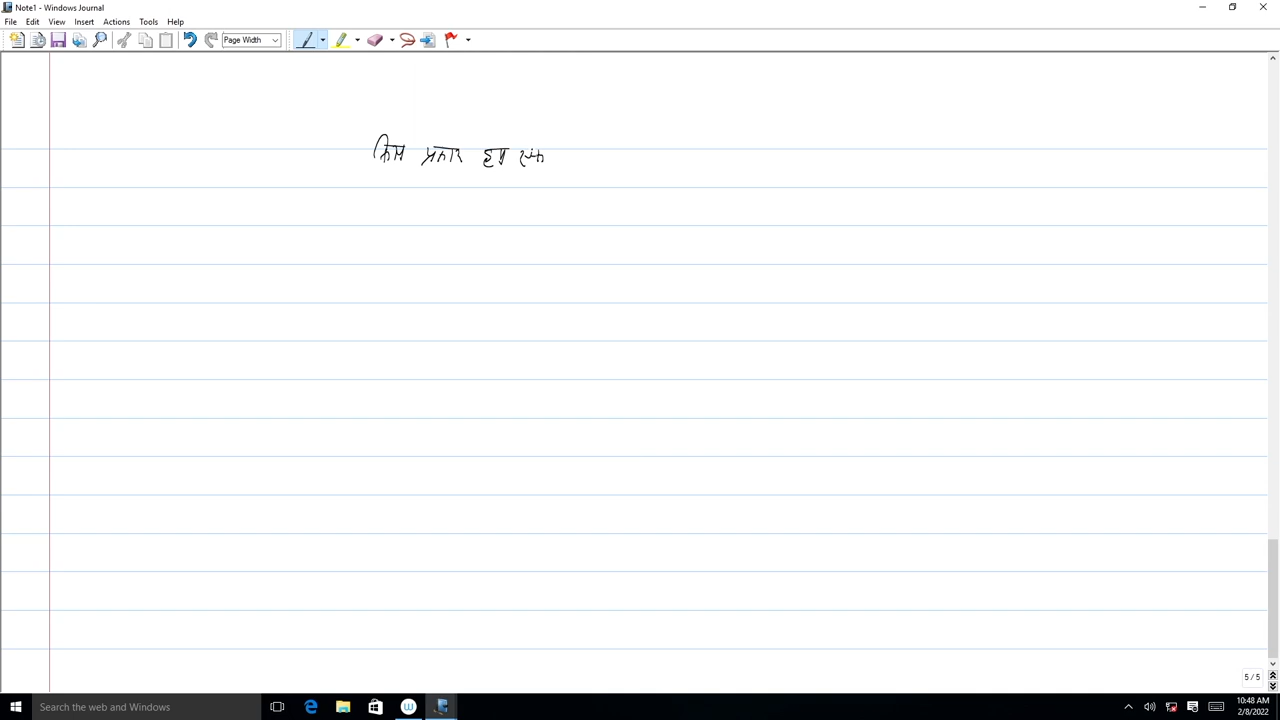 Note1 - Windows Journal
File Edit View Insert Actions Tools Help
Page Width
किस प्रकार हम एक
5 / 5
Search the web and Windows
10:48 AM
2/8/2022